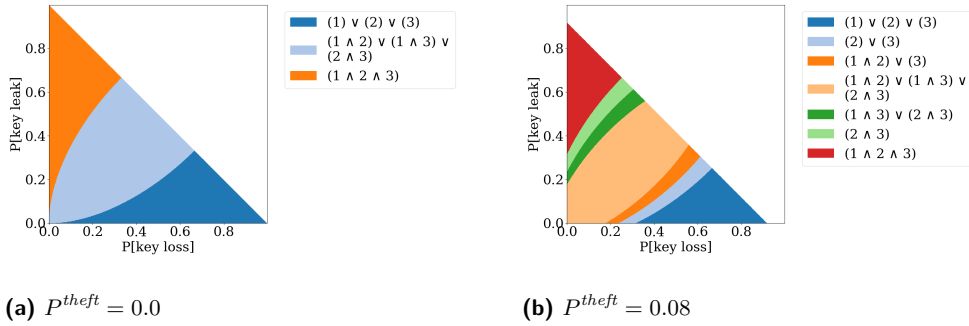 P[key leak]
0.8
0.6
0.4
0.2
0.0
0.0 0.2 0.4 0.6 0.8
P[key loss]
(1) ∨ (2) ∨ (3)
(1 ∧ 2) ∨ (1 ∧ 3) ∨
(2 ∧ 3)
(1 ∧ 2 ∧ 3)
(a) P^{theft} = 0.0
P[key leak]
0.8
0.6
0.4
0.2
0.0
0.0 0.2 0.4 0.6 0.8
P[key loss]
(1) ∨ (2) ∨ (3)
(2) ∨ (3)
(1 ∧ 2) ∨ (3)
(1 ∧ 2) ∨ (1 ∧ 3) ∨
(2 ∧ 3)
(1 ∧ 3) ∨ (2 ∧ 3)
(2 ∧ 3)
(1 ∧ 2 ∧ 3)
(b) P^{theft} = 0.08